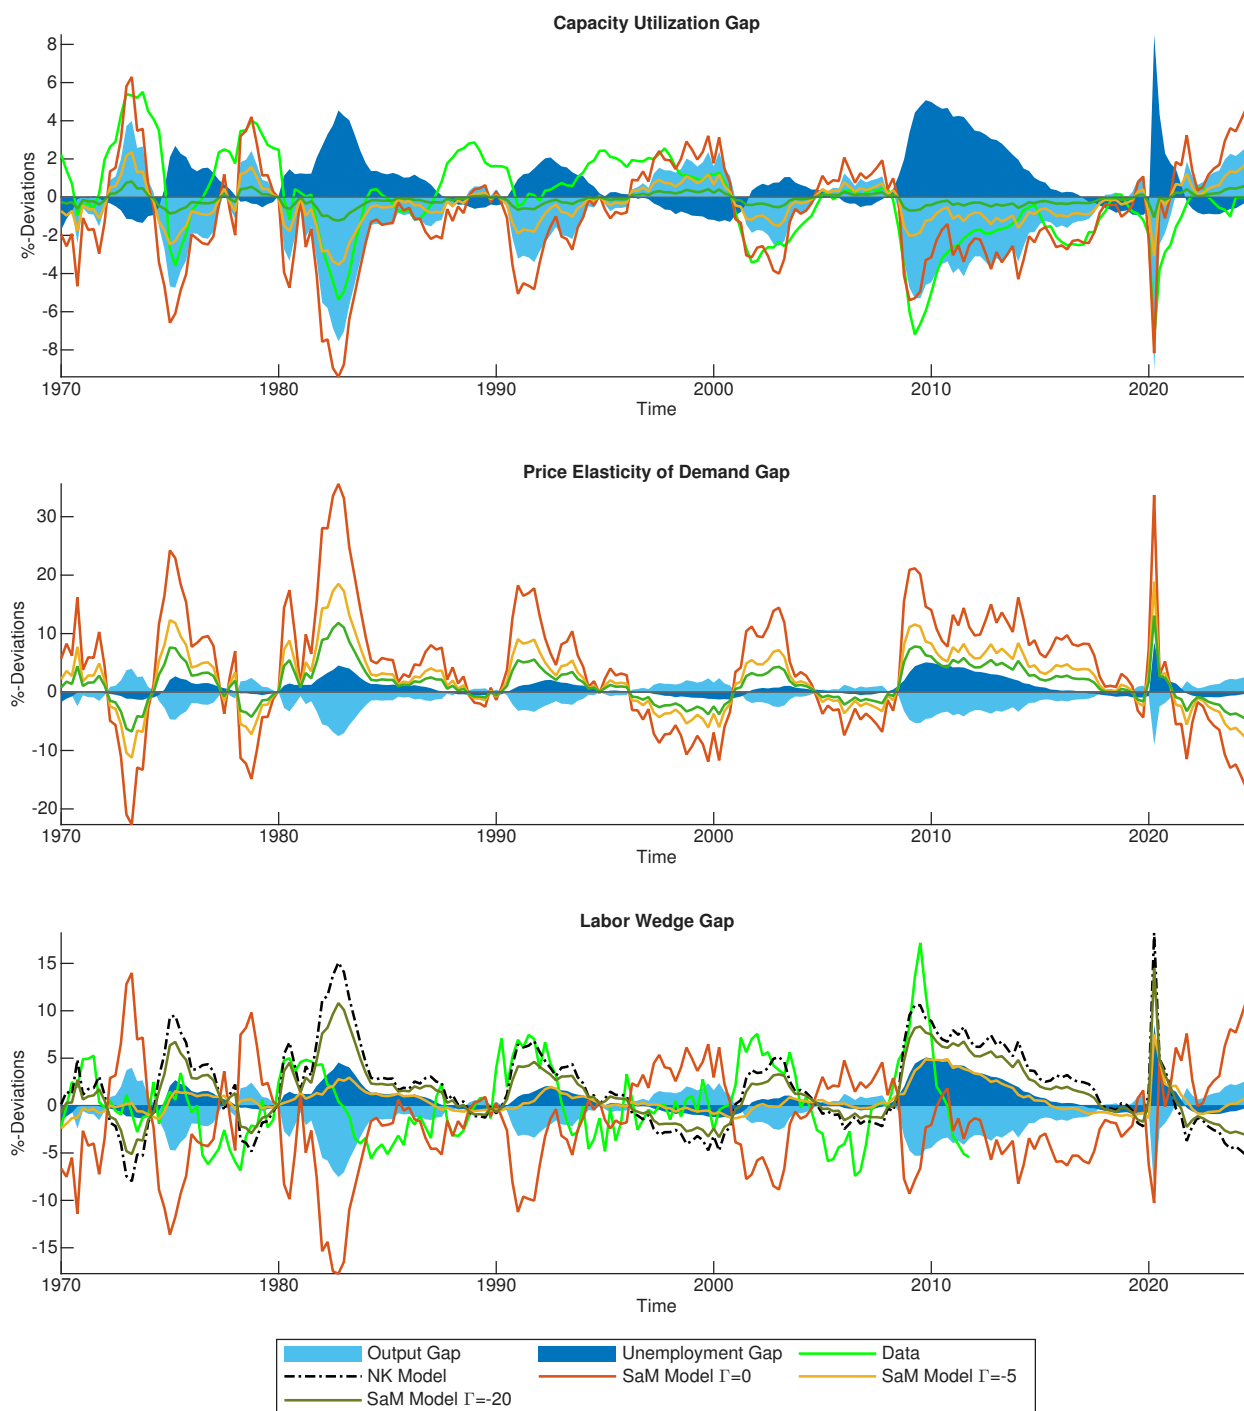 Capacity Utilization Gap
8
6
4
2
0
-2
-4
-6
-8
%-Deviations
1970 1980 1990 2000 2010 2020
Time
Price Elasticity of Demand Gap
30
20
10
0
-10
-20
%-Deviations
1970 1980 1990 2000 2010 2020
Time
Labor Wedge Gap
15
10
5
0
-5
-10
-15
%-Deviations
1970 1980 1990 2000 2010 2020
Time
Output Gap Unemployment Gap Data
NK Model SaM Model Γ=0 SaM Model Γ=-5
SaM Model Γ=-20